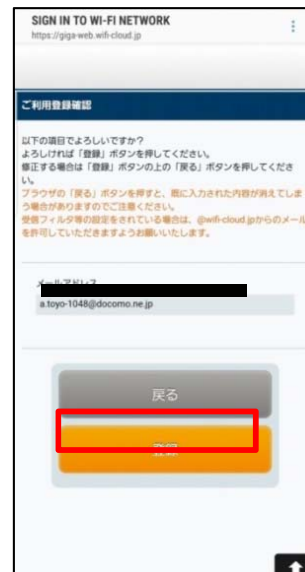 SIGN IN TO WI-FI NETWORK
https://giga-web.wifi-cloud.jp
ご利用登録確認
以下の項目でよろしいですか？
よろしければ「登録」ボタンを押してください。
修正する場合は「登録」ボタンの上の「戻る」ボタンを押してくださ
い。
ブラウザの「戻る」ボタンを押すと、既に入力された内容が消えてしま
う場合がありますのでご注意ください。
受信フィルタ等の設定をされている場合は、@wifi-cloud.jpからのメール
を許可していただきますようお願いいたします。
メールアドレス
a.toyo-1048@docomo.ne.jp
戻る
登録